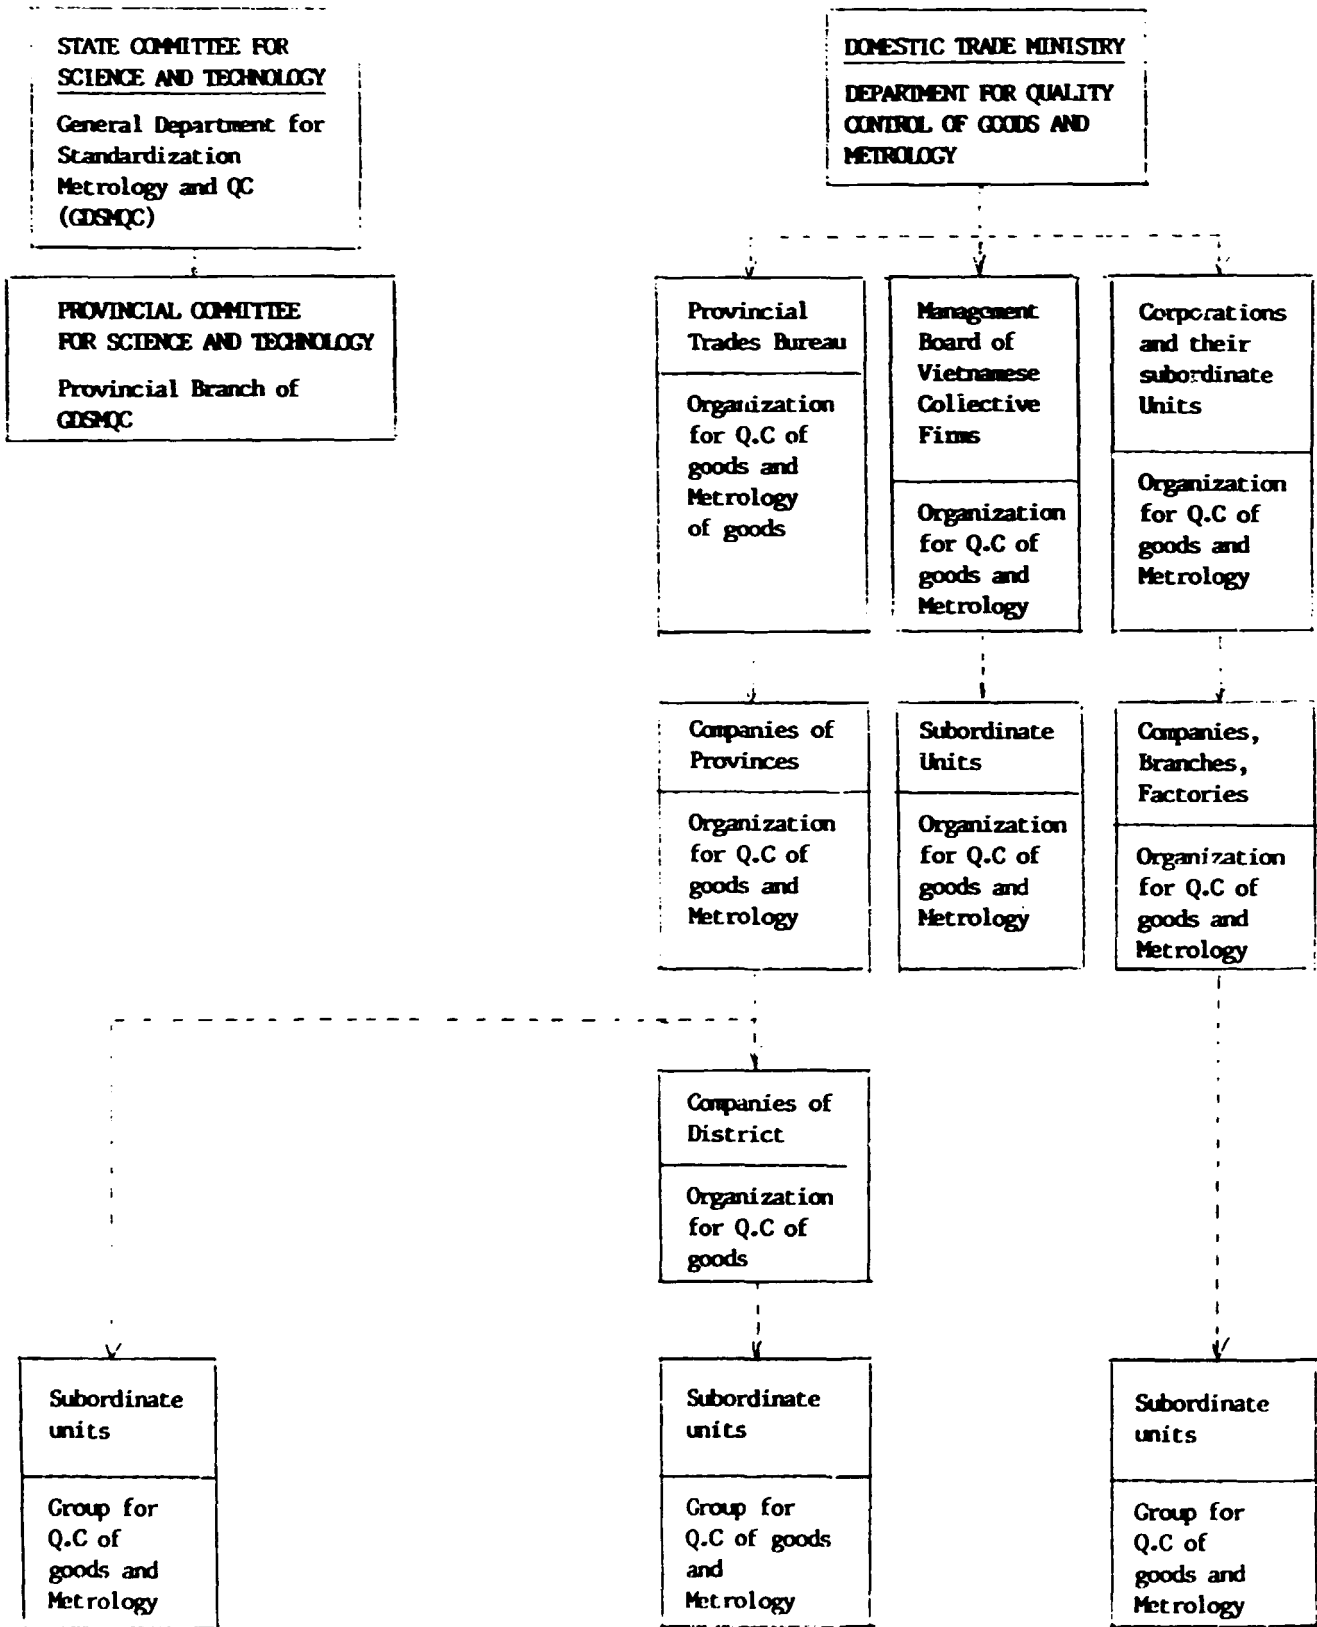 STATE COMMITTEE FOR
SCIENCE AND TECHNOLOGY
General Department for
Standardization
Metrology and QC
(GDSMQC)
DOMESTIC TRADE MINISTRY
DEPARTMENT FOR QUALITY
CONTROL OF GOODS AND
METROLOGY
PROVINCIAL COMMITTEE
FOR SCIENCE AND TECHNOLOGY
Provincial Branch of
GDSMQC
Provincial
Trades Bureau
Organization
for Q.C of
goods and
Metrology
of goods
Management
Board of
Vietnamese
Collective
Firms
Organization
for Q.C of
goods and
Metrology
Corporations
and their
subordinate
Units
Organization
for Q.C of
goods and
Metrology
Companies of
Provinces
Organization
for Q.C of
goods and
Metrology
Subordinate
Units
Organization
for Q.C of
goods and
Metrology
Companies,
Branches,
Factories
Organization
for Q.C of
goods and
Metrology
Companies of
District
Organization
for Q.C of
goods
Subordinate
units
Group for
Q.C of
goods and
Metrology
Subordinate
units
Group for
Q.C of goods
and
Metrology
Subordinate
units
Group for
Q.C of
goods and
Metrology